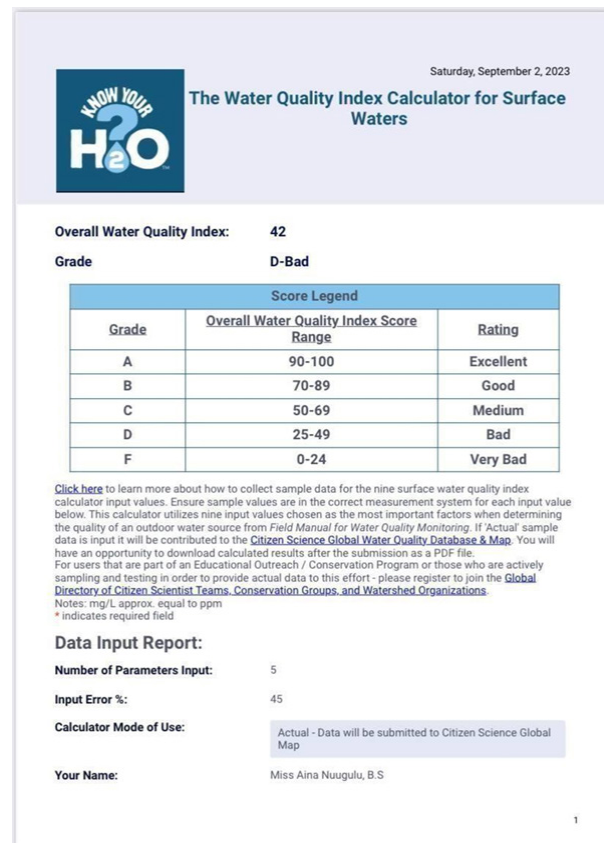 Saturday, September 2, 2023
KNOW YOUR
H2O
The Water Quality Index Calculator for Surface
Waters
Overall Water Quality Index: 42
Grade D-Bad
Score Legend
Grade Overall Water Quality Index Score Range Rating
A 90-100 Excellent
B 70-89 Good
C 50-69 Medium
D 25-49 Bad
F 0-24 Very Bad
Click here to learn more about how to collect sample data for the nine surface water quality index
calculator input values. Ensure sample values are in the correct measurement system for each input value
below. This calculator utilizes nine input values chosen as the most important factors when determining
the quality of an outdoor water source from Field Manual for Water Quality Monitoring. If 'Actual' sample
data is input it will be contributed to the Citizen Science Global Water Quality Database & Map. You will
have an opportunity to download calculated results after the submission as a PDF file.
For users that are part of an Educational Outreach / Conservation Program or those who are actively
sampling and testing in order to provide actual data to this effort - please register to join the Global
Directory of Citizen Scientist Teams, Conservation Groups, and Watershed Organizations.
Notes: mg/L approx. equal to ppm
* indicates required field
Data Input Report:
Number of Parameters Input: 5
Input Error %: 45
Calculator Mode of Use: Actual - Data will be submitted to Citizen Science Global
Map
Your Name: Miss Aina Nuugulu, B.S
1